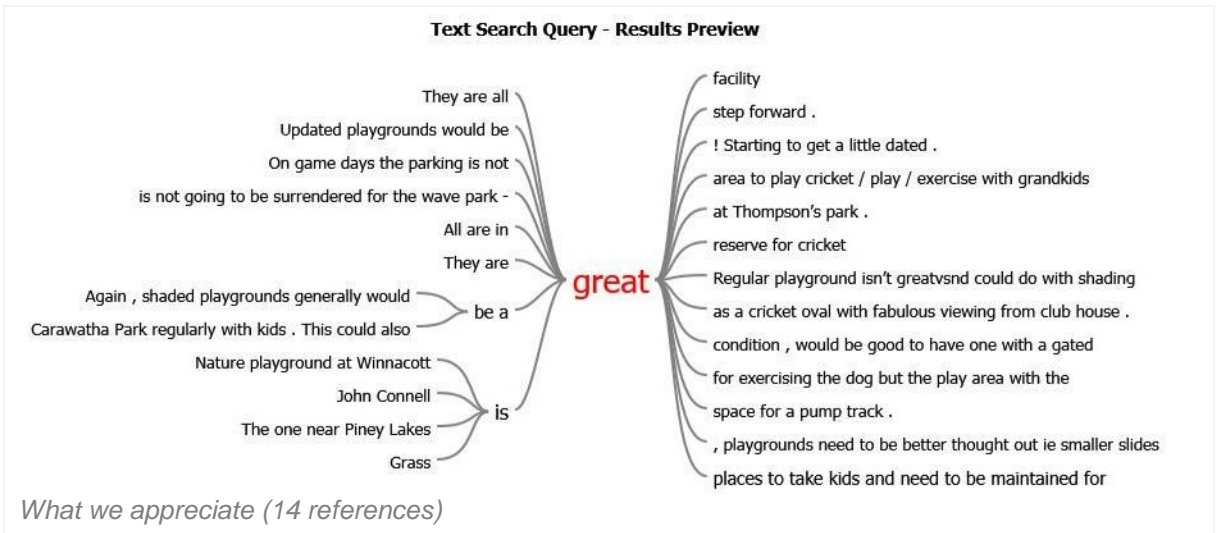 Text Search Query - Results Preview
They are all
Updated playgrounds would be
On game days the parking is not
is not going to be surrendered for the wave park -
All are in
They are
be a
Again , shaded playgrounds generally would
Carawatha Park regularly with kids . This could also
is
Nature playground at Winnacott
John Connell
The one near Piney Lakes
Grass
great
facility
step forward .
! Starting to get a little dated .
area to play cricket / play / exercise with grandkids
at Thompson's park .
reserve for cricket
Regular playground isn't greatvsnd could do with shading
as a cricket oval with fabulous viewing from club house .
condition , would be good to have one with a gated
for exercising the dog but the play area with the
space for a pump track .
, playgrounds need to be better thought out ie smaller slides
places to take kids and need to be maintained for
What we appreciate (14 references)